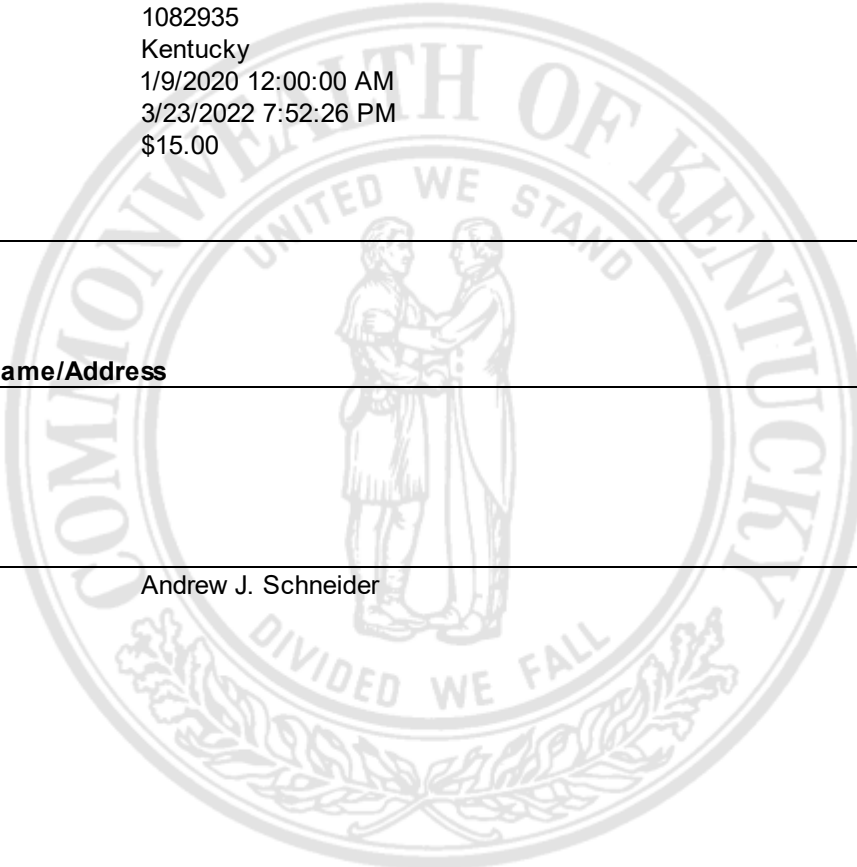 1082935
Kentucky
1/9/2020 12:00:00 AM
3/23/2022 7:52:26 PM
$15.00
COMMONWEALTH OF KENTUCKY
UNITED WE STAND
ame/Address
Andrew J. Schneider
DIVIDED WE FALL